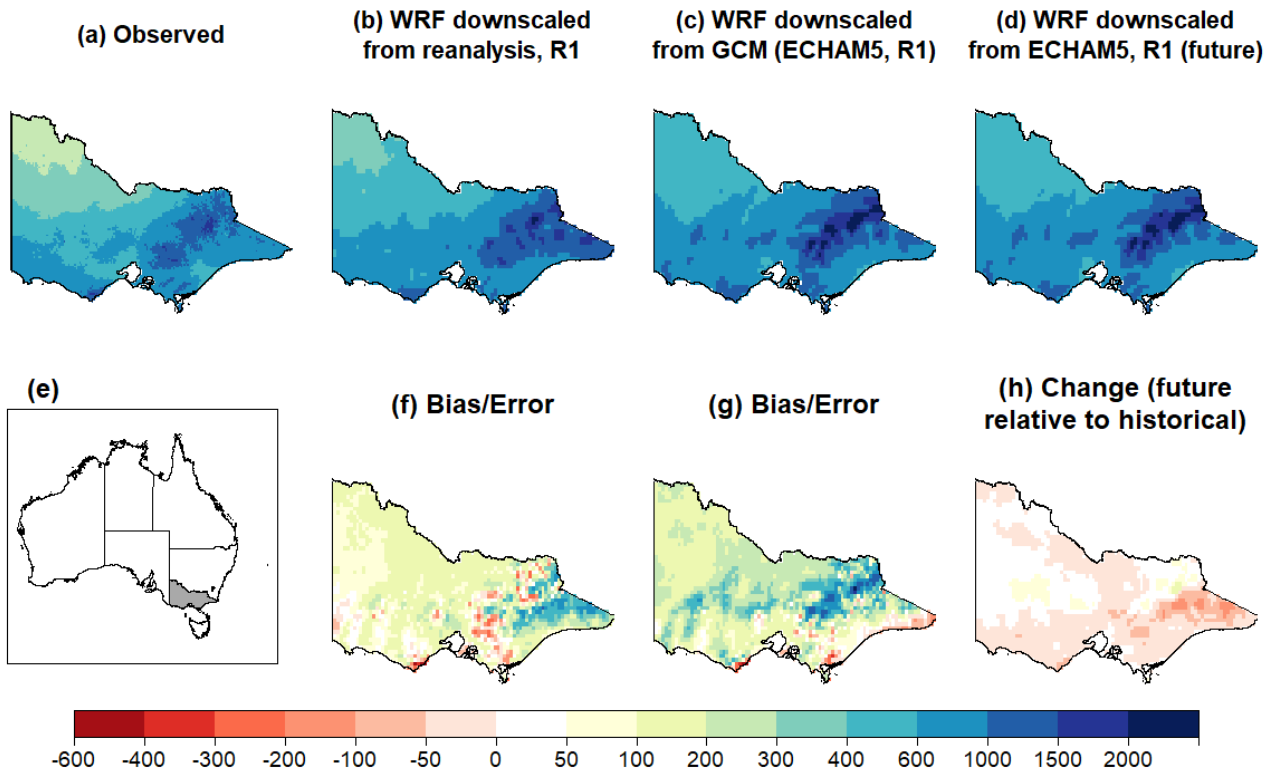 (a) Observed
(b) WRF downscaled
from reanalysis, R1
(c) WRF downscaled
from GCM (ECHAM5, R1)
(d) WRF downscaled
from ECHAM5, R1 (future)
(e)
(f) Bias/Error
(g) Bias/Error
(h) Change (future
relative to historical)
-600 -400 -300 -200 -100 -50 0 50 100 200 300 400 600 1000 1500 2000